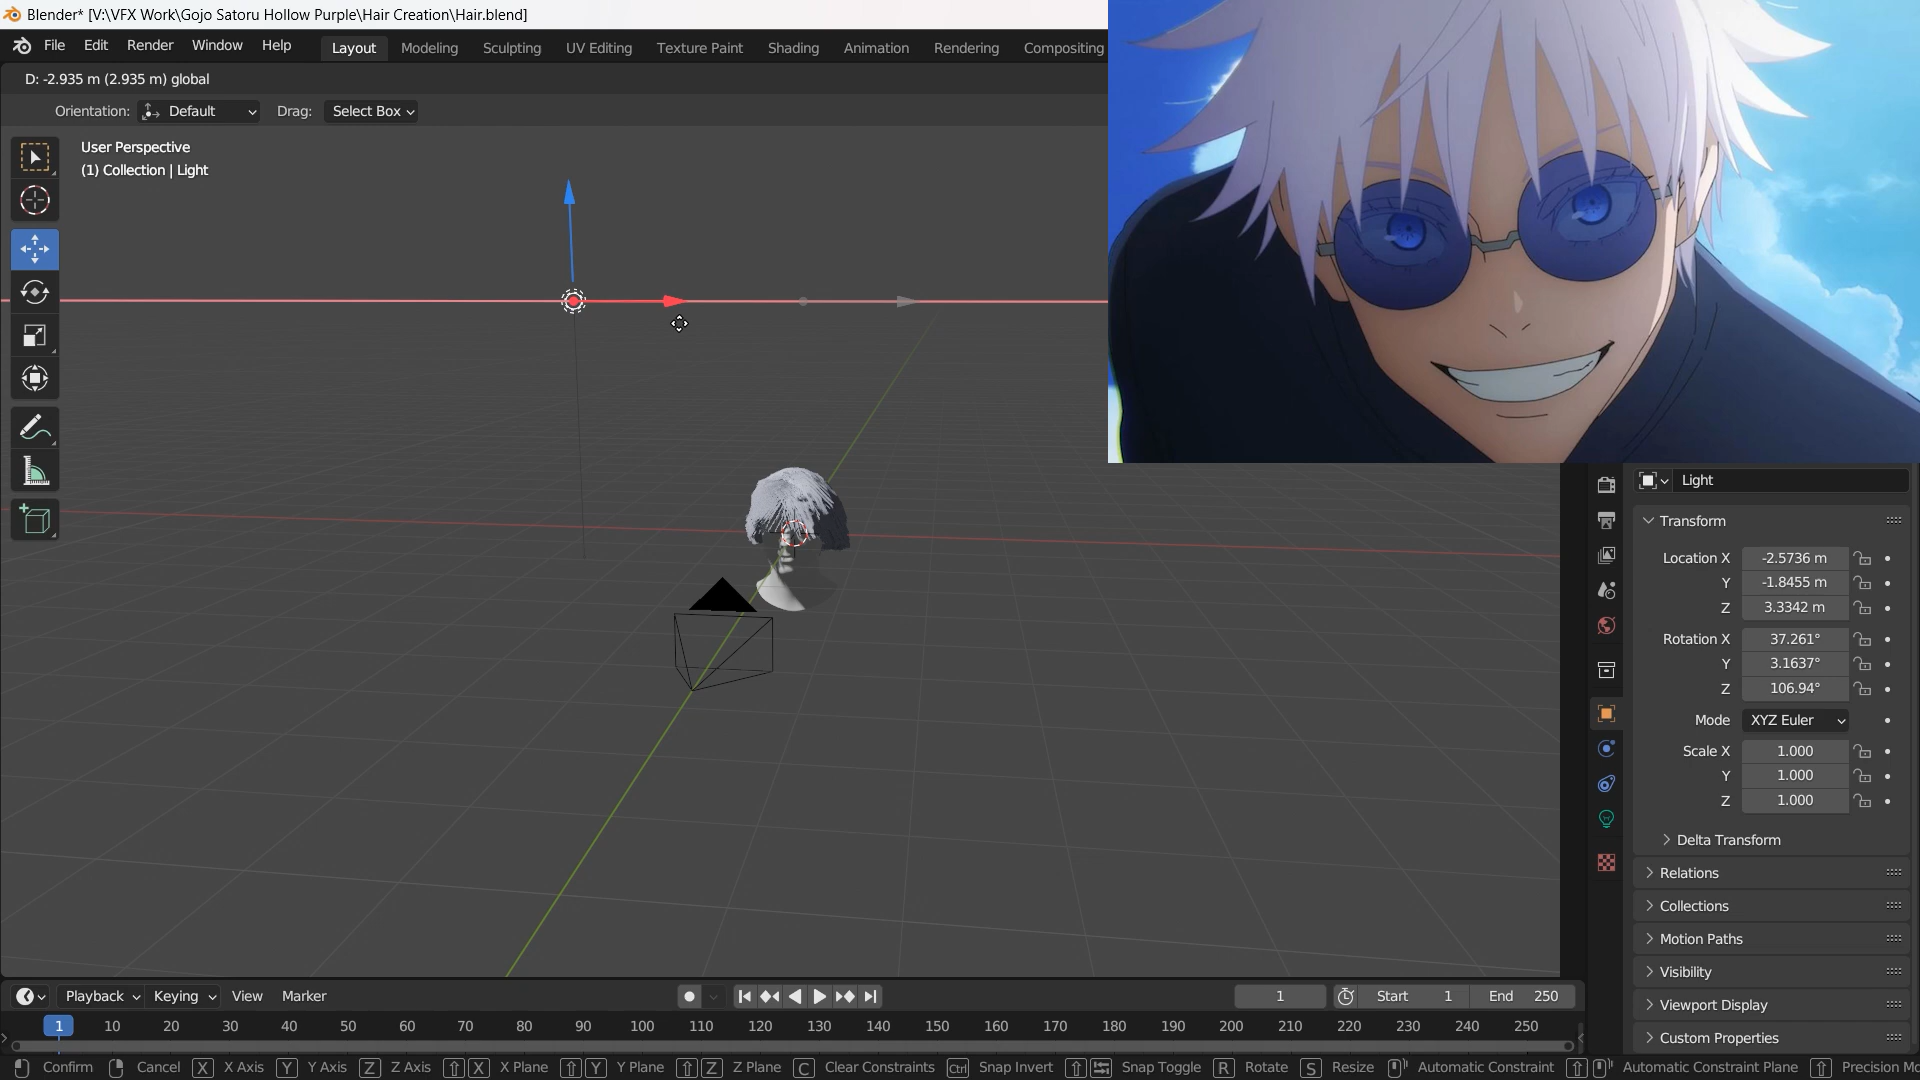 Blender* [V:\VFX Work\Gojo Satoru Hollow Purple\Hair Creation\Hair.blend]
File Edit Render Window Help Layout Modeling Sculpting UV Editing Texture Paint Shading Animation Rendering Compositing
D: -2.935 m (2.935 m) global
Orientation: Default Drag: Select Box
User Perspective
(1) Collection | Light
Light
Transform
Location X -2.5736 m
Y -1.8455 m
Z 3.3342 m
Rotation X 37.261°
Y 3.1637°
Z 106.94°
Mode XYZ Euler
Scale X 1.000
Y 1.000
Z 1.000
Delta Transform
Relations
Collections
Motion Paths
Visibility
Viewport Display
Custom Properties
Playback Keying View Marker 1 Start 1 End 250
1 10 20 30 40 50 60 70 80 90 100 110 120 130 140 150 160 170 180 190 200 210 220 230 240 250
Confirm Cancel X X Axis Y Y Axis Z Z Axis X X Plane Y Y Plane Z Z Plane C Clear Constraints Ctrl Snap Invert Snap Toggle R Rotate S Resize Automatic Constraint Automatic Constraint Plane Precision Mo